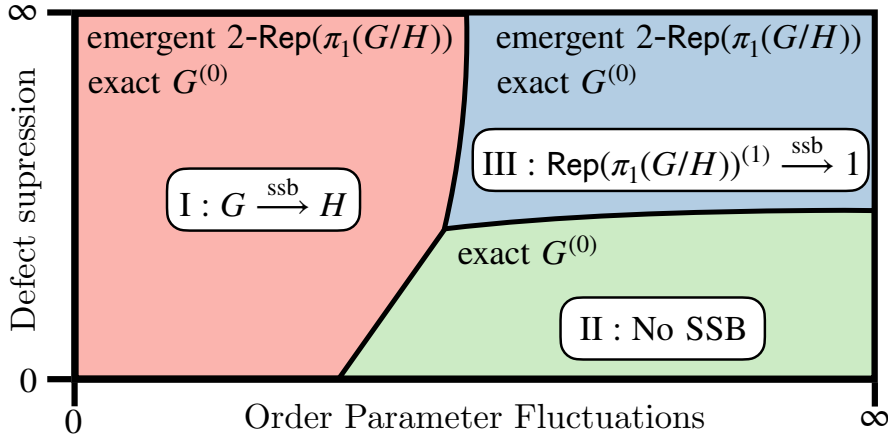 ∞
emergent 2-Rep(π₁(G/H))
exact G⁽⁰⁾
emergent 2-Rep(π₁(G/H))
exact G⁽⁰⁾
I : G ssb⟶ H
III : Rep(π₁(G/H))⁽¹⁾ ssb⟶ 1
exact G⁽⁰⁾
II : No SSB
Defect supression
0
0
Order Parameter Fluctuations
∞